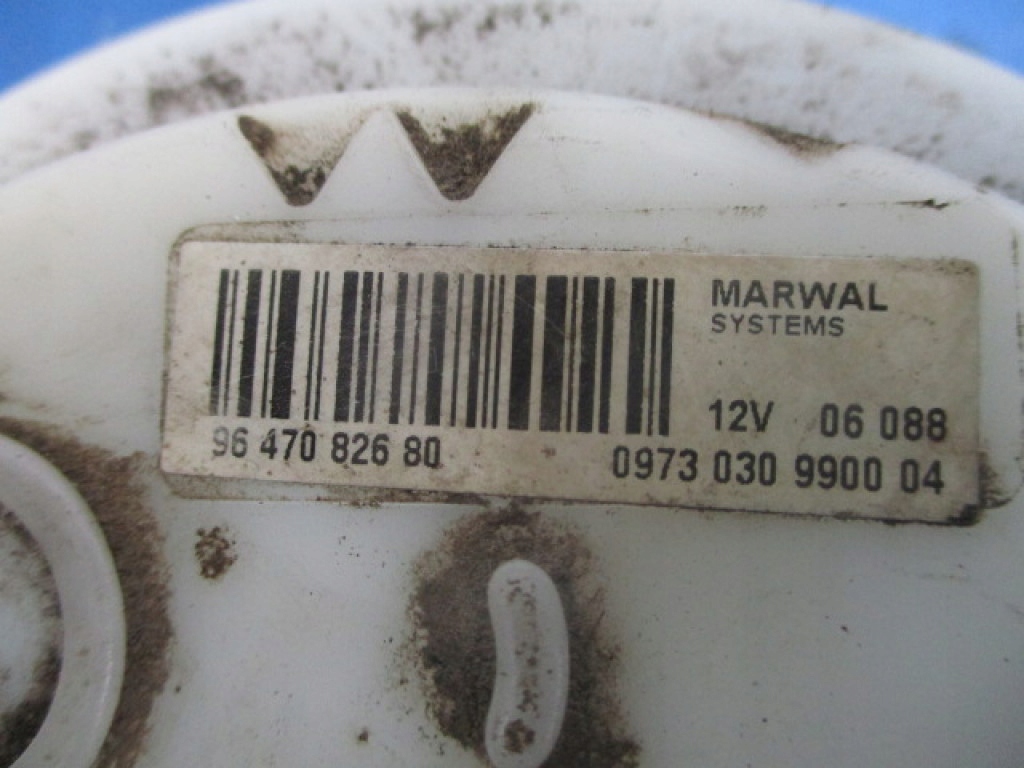 MARWAL
SYSTEMS
12V 06 088
96 470 826 80
0973 030 9900 04